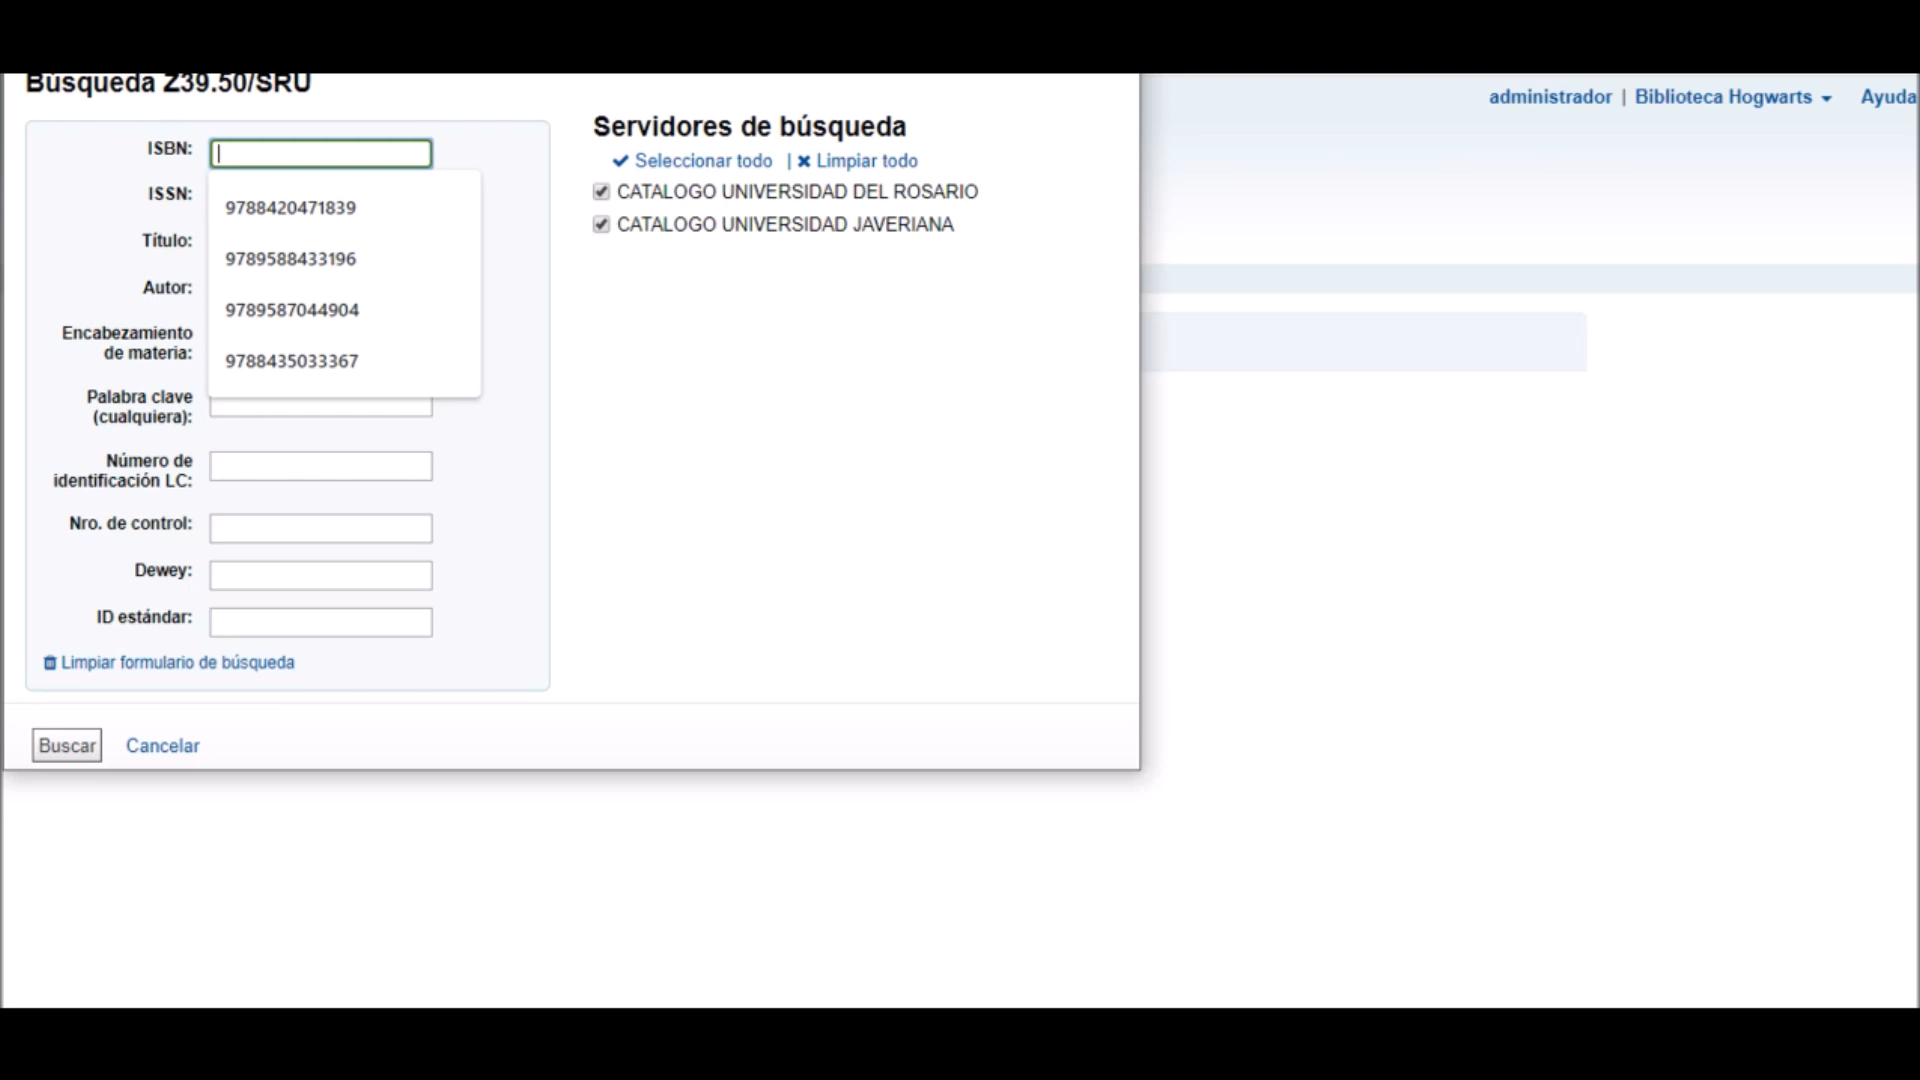 Búsqueda Z39.50/SRU
administrador | Biblioteca Hogwarts
Ayuda
ISBN:
ISSN:
9788420471839
Título:
9789588433196
Autor:
9789587044904
Encabezamiento
de materia:
9788435033367
Palabra clave
(cualquiera):
Número de
identificación LC:
Nro. de control:
Dewey:
ID estándar:
Limpiar formulario de búsqueda
Servidores de búsqueda
Seleccionar todo | Limpiar todo
CATALOGO UNIVERSIDAD DEL ROSARIO
CATALOGO UNIVERSIDAD JAVERIANA
Buscar Cancelar